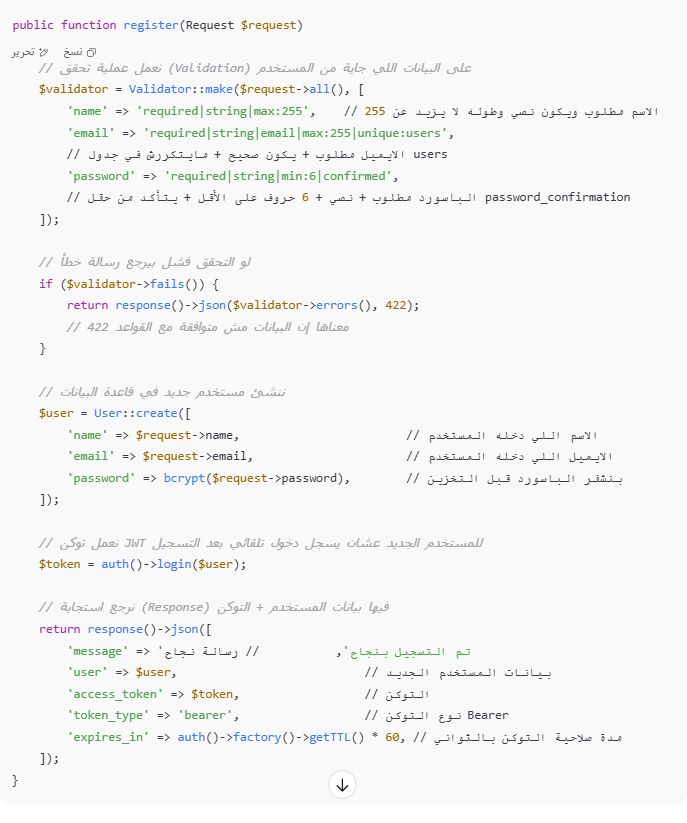 public function register(Request $request)
نسخ تحرير
// نعمل عملية تحقق (Validation) على البيانات اللي جاية من المستخدم
$validator = Validator::make($request->all(), [
'name' => 'required|string|max:255', // الاسم مطلوب ويكون نصي وطوله لا يزيد عن 255
'email' => 'required|string|email|max:255|unique:users',
// الايميل مطلوب + يكون صحيح + مايتكررش في جدول users
'password' => 'required|string|min:6|confirmed',
// الباسورد مطلوب + نصي + 6 حروف على الأقل + يتأكد من حقل password_confirmation
]);
// لو التحقق فشل بيرجع رسالة خطأ
if ($validator->fails()) {
return response()->json($validator->errors(), 422);
// 422 معناها إن البيانات مش متوافقة مع القواعد
}
// ننشئ مستخدم جديد في قاعدة البيانات
$user = User::create([
'name' => $request->name, // الاسم اللي دخله المستخدم
'email' => $request->email, // الايميل اللي دخله المستخدم
'password' => bcrypt($request->password), // بنشفر الباسورد قبل التخزين
]);
// نعمل توكن JWT للمستخدم الجديد عشان يسجل دخول تلقائي بعد التسجيل
$token = auth()->login($user);
// نرجع استجابة (Response) فيها بيانات المستخدم + التوكن
return response()->json([
'message' => 'تم التسجيل بنجاح', // رسالة نجاح
'user' => $user, // بيانات المستخدم الجديد
'access_token' => $token, // التوكن
'token_type' => 'bearer', // نوع التوكن Bearer
'expires_in' => auth()->factory()->getTTL() * 60, // مدة صلاحية التوكن بالثواني
]);
}